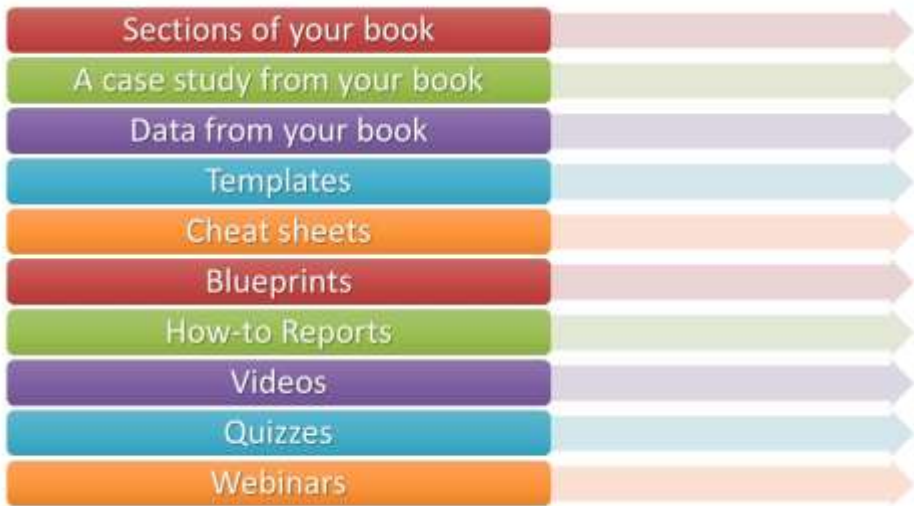 Sections of your book
A case study from your book
Data from your book
Templates
Cheat sheets
Blueprints
How-to Reports
Videos
Quizzes
Webinars